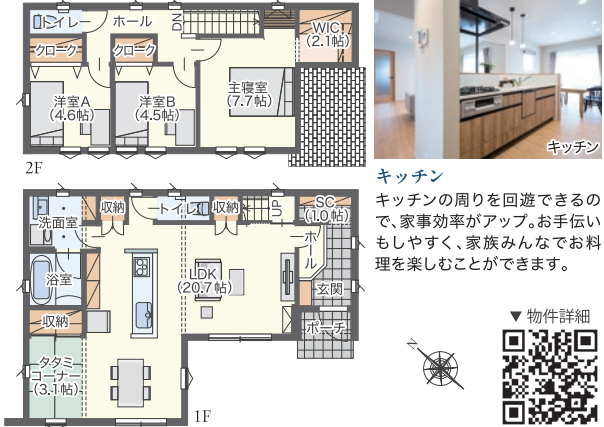 トイレ
ホール
DN
WIC
(2.1帖)
クローク
クローク
洋室A
(4.6帖)
洋室B
(4.5帖)
主寝室
(7.7帖)
2F
キッチン
キッチン
キッチンの周りを回遊できるの
で、家事効率がアップ。お手伝い
もしやすく、家族みんなでお料
理を楽しむことができます。
洗面室
収納
トイレ
収納
UP
SC
(1.0帖)
ホール
浴室
LDK
(20.7帖)
玄関
収納
ポーチ
タタミ
コーナー
(3.1帖)
1F
N
▼ 物件詳細